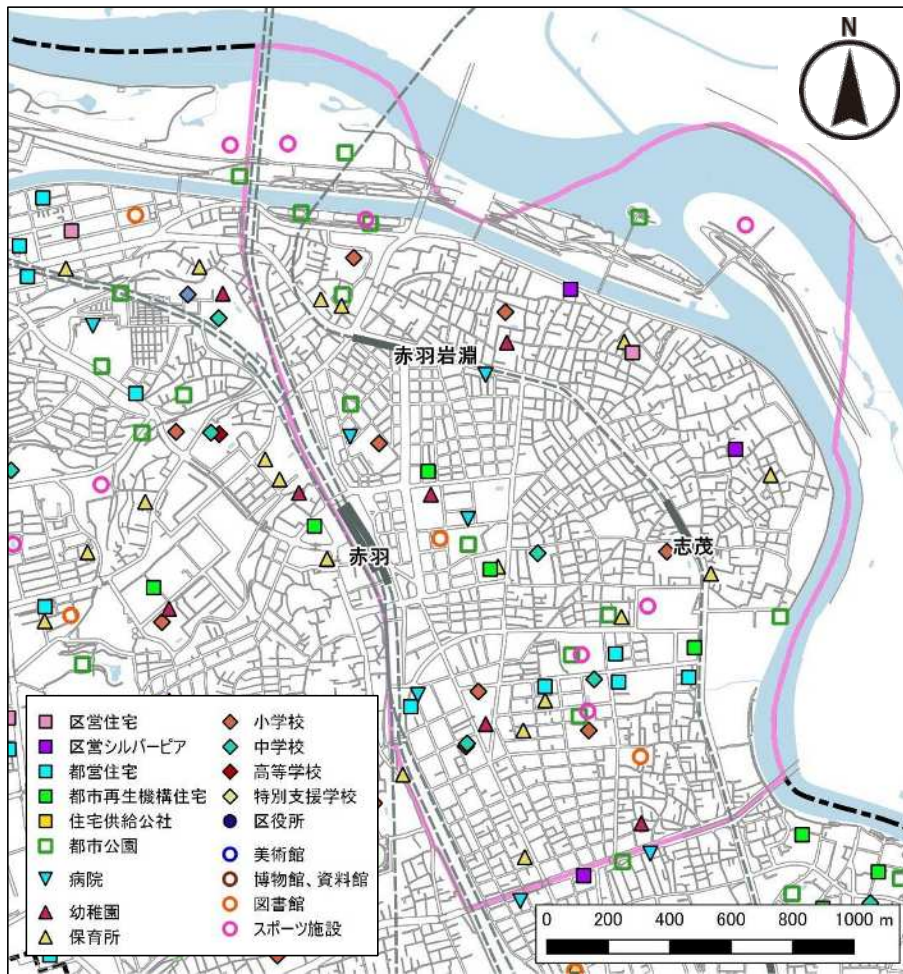 N
赤羽岩淵
赤羽
志茂
区営住宅
区営シルバーピア
都営住宅
都市再生機構住宅
住宅供給公社
都市公園
病院
幼稚園
保育所
小学校
中学校
高等学校
特別支援学校
区役所
美術館
博物館、資料館
図書館
スポーツ施設
0 200 400 600 800 1000 m